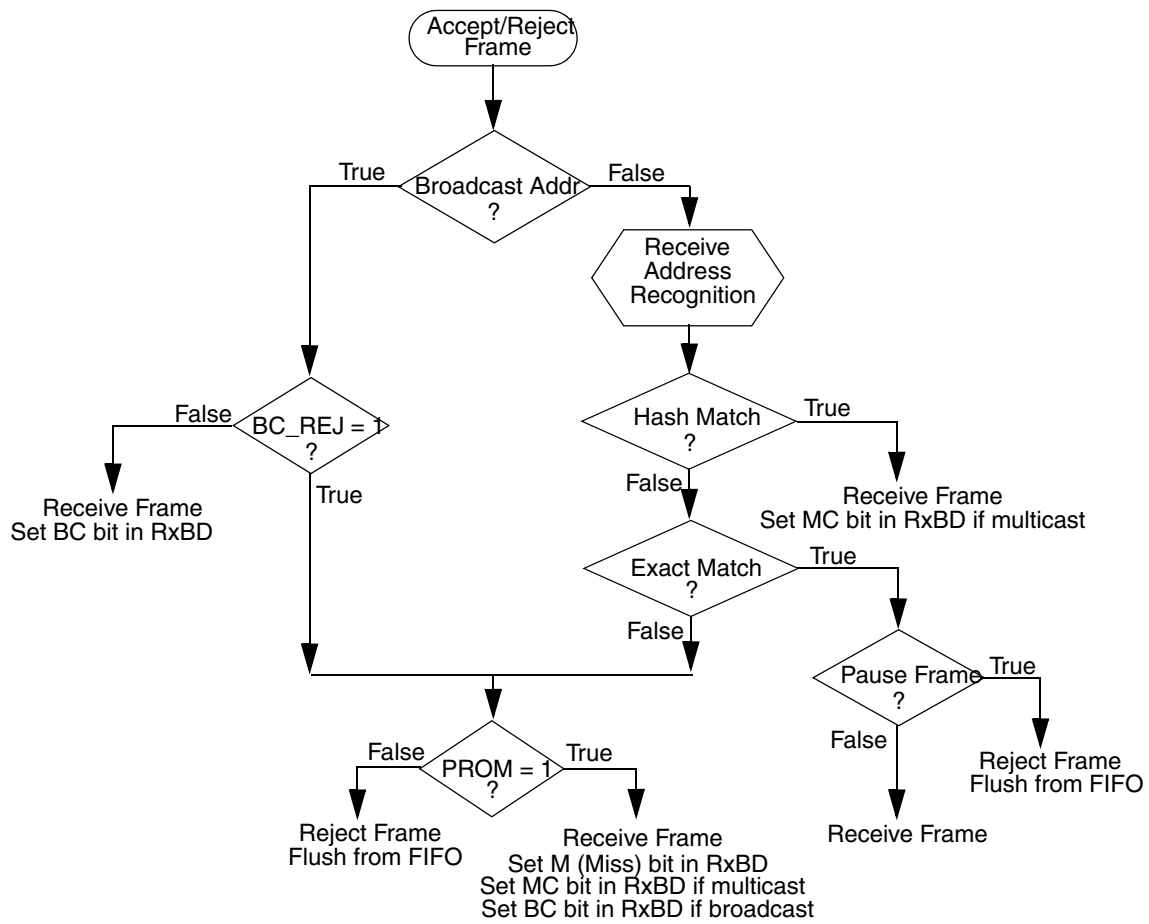 Accept/Reject
Frame
True
False
Broadcast Addr
?
Receive
Address
Recognition
False
BC_REJ = 1
?
Hash Match
?
True
True
False
Receive Frame
Set BC bit in RxBD
Receive Frame
Set MC bit in RxBD if multicast
Exact Match
?
True
False
Pause Frame
?
True
False
PROM = 1
?
True
False
Reject Frame
Flush from FIFO
Reject Frame
Flush from FIFO
Receive Frame
Set M (Miss) bit in RxBD
Set MC bit in RxBD if multicast
Set BC bit in RxBD if broadcast
Receive Frame